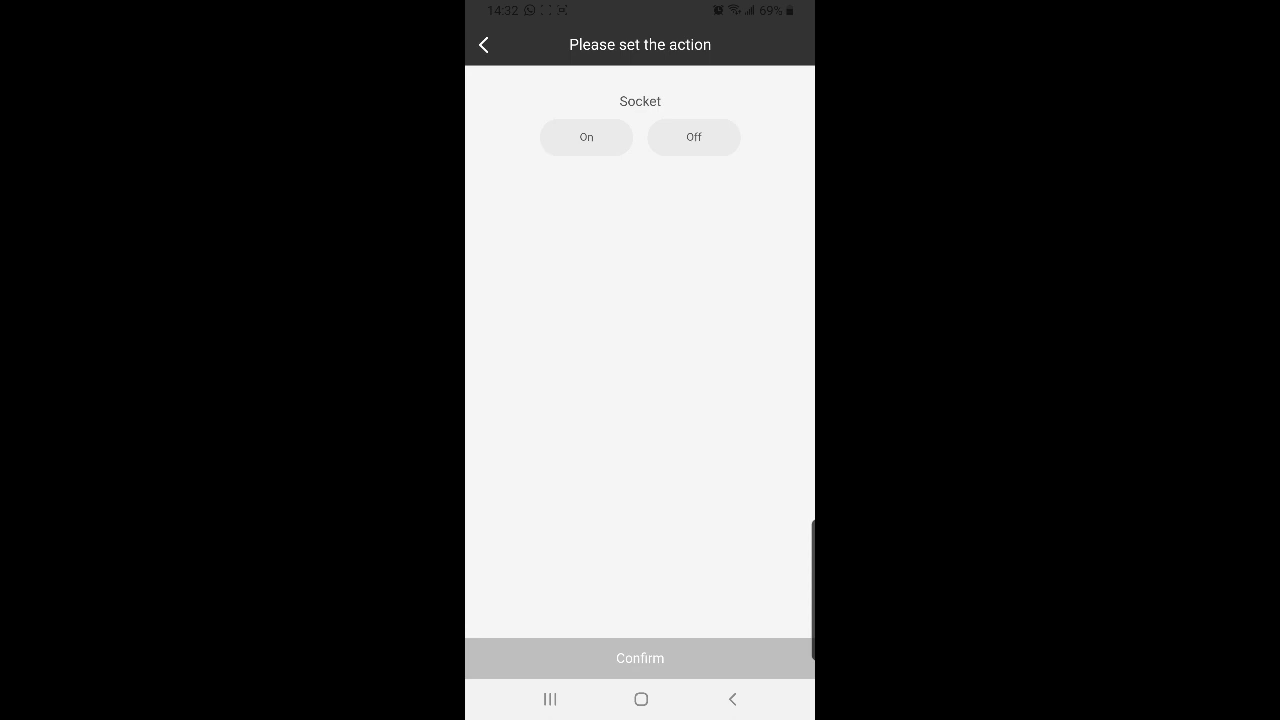 14:32 69%
Please set the action
Socket
On Off
Confirm